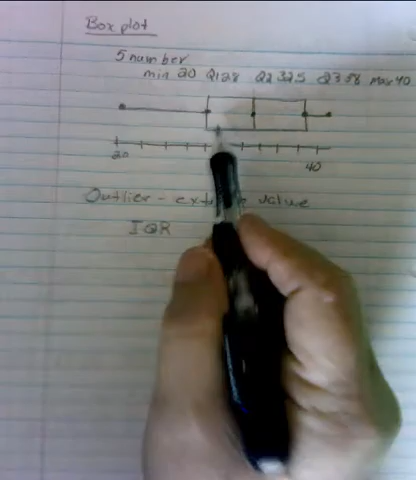 Box plot
5 number
min 20 Q1 28 Q2 32.5 Q3 38 Max 40
20 40
Outlier - value
IQR